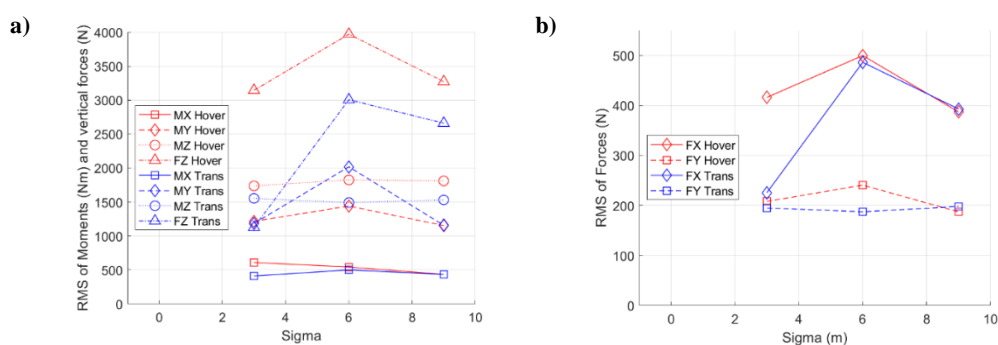 a)
RMS of Moments (Nm) and vertical forces (N)
4000
3500
3000
2500
2000
1500
1000
500
0
0 2 4 6 8 10
Sigma
MX Hover
MY Hover
MZ Hover
FZ Hover
MX Trans
MY Trans
MZ Trans
FZ Trans
b)
RMS of Forces (N)
500
400
300
200
100
0
0 2 4 6 8 10
Sigma (m)
FX Hover
FY Hover
FX Trans
FY Trans